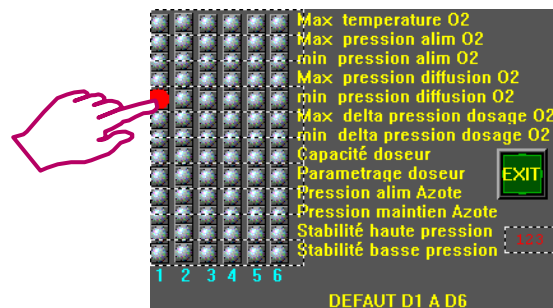 Max temperature O2
Max pression alim O2
min pression alim O2
Max pression diffusion O2
min pression diffusion O2
Max delta pression dosage O2
min delta pression dosage O2
Capacité doseur
Parametrage doseur
EXIT
Pression alim Azote
Pression maintien Azote
Stabilité haute pression
123
Stabilité basse pression
1 2 3 4 5 6
DEFAUT D1 A D6